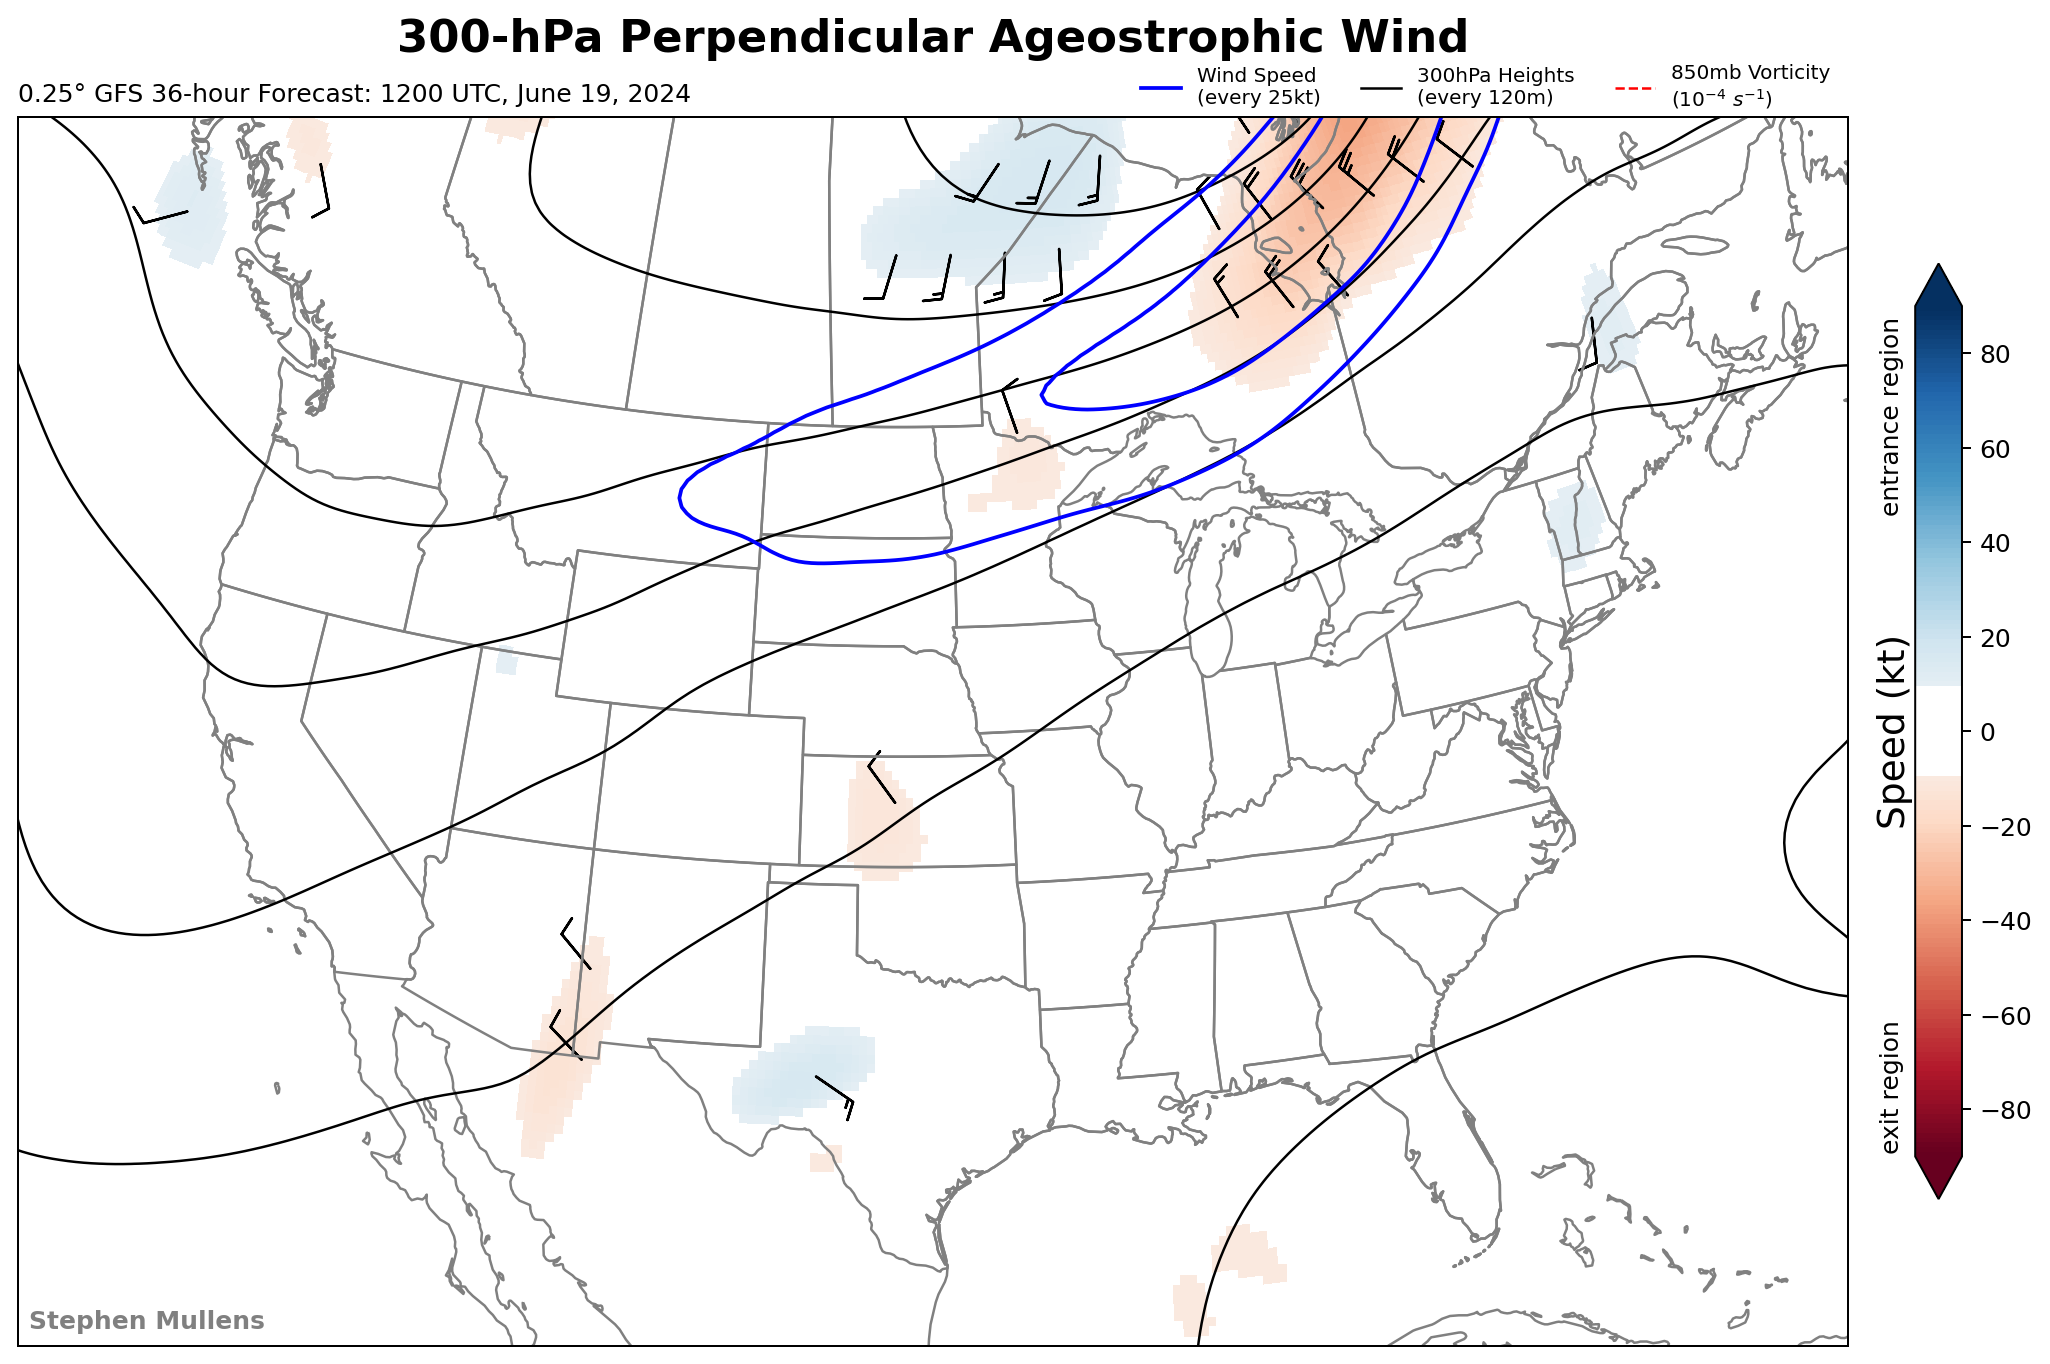 300-hPa Perpendicular Ageostrophic Wind
0.25° GFS 36-hour Forecast: 1200 UTC, June 19, 2024
Wind Speed
(every 25kt)
300hPa Heights
(every 120m)
850mb Vorticity
(10⁻⁴ s⁻¹)
entrance region
Speed (kt)
exit region
80
60
40
20
0
−20
−40
−60
−80
Stephen Mullens